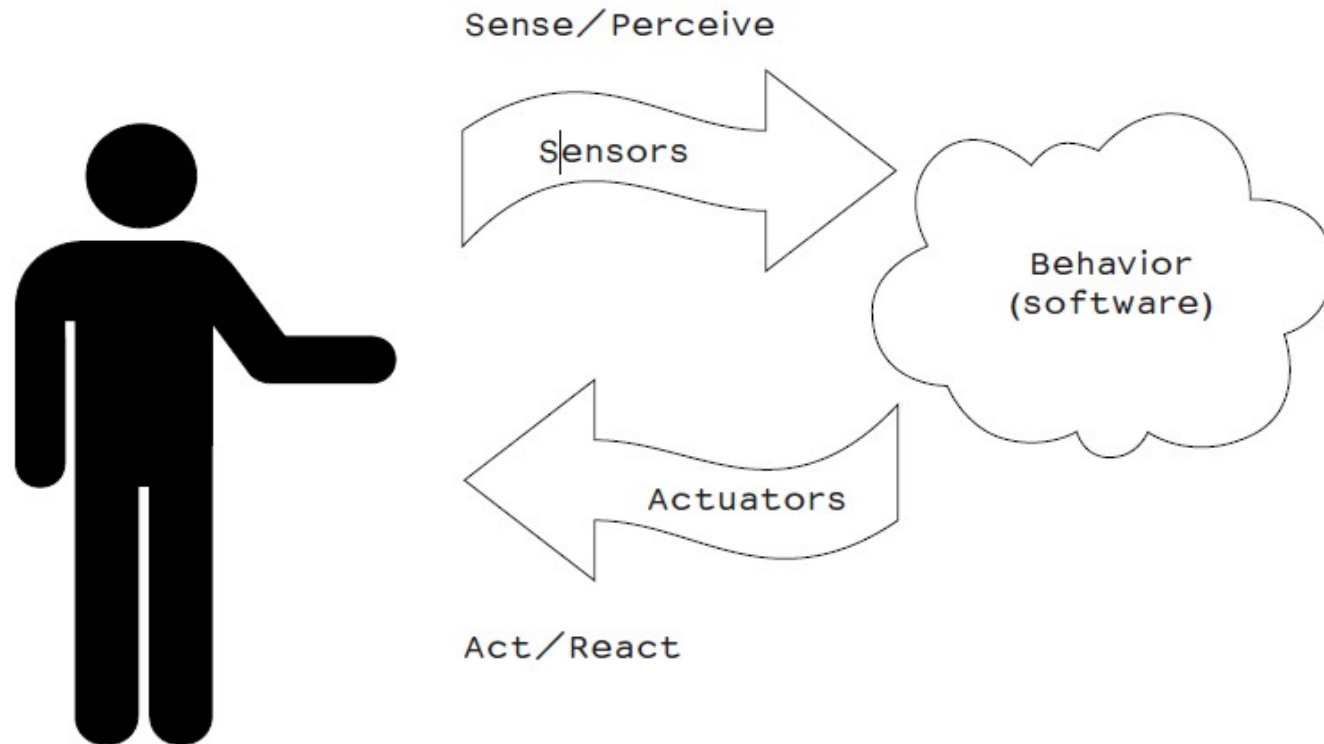 Sense/Perceive
Sensors
Behavior
(software)
Actuators
Act/React